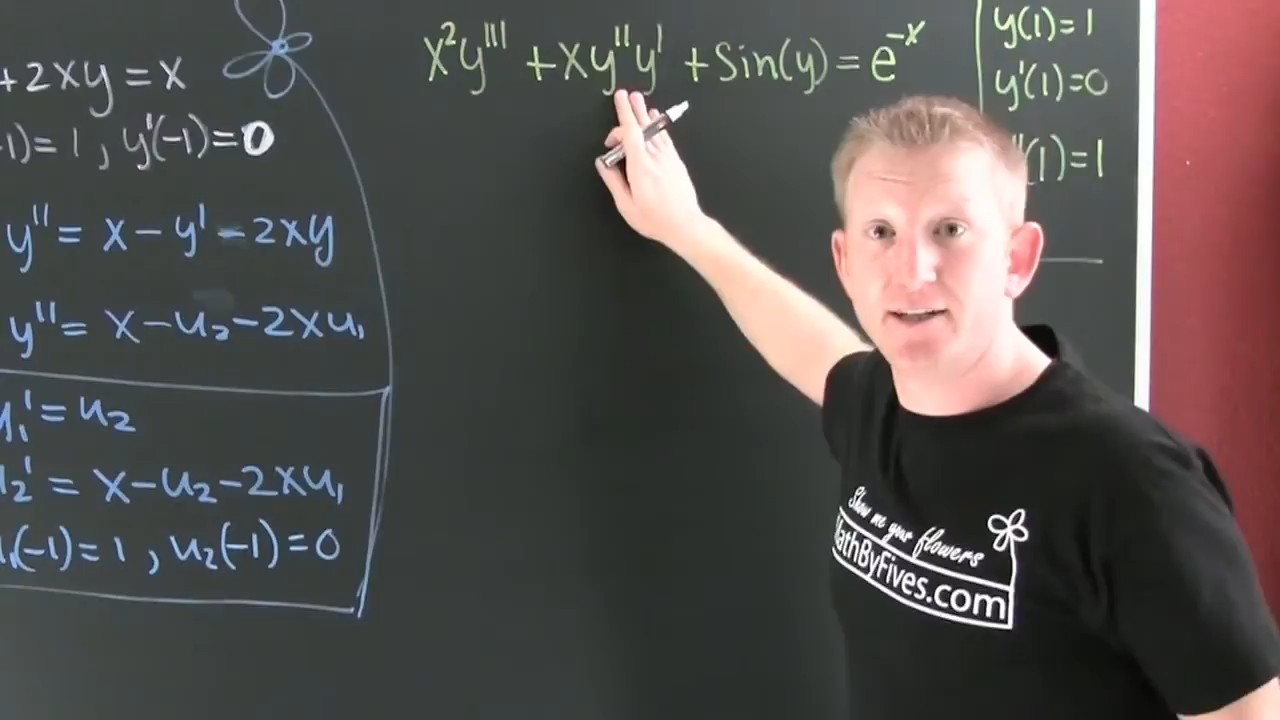 +2xy = x
-1) = 1, y'(-1) = 0
y'' = x - y' - 2xy
y'' = x - u₂ - 2xu₁
u₁' = u₂
u₂' = x - u₂ - 2xu₁
u₁(-1) = 1, u₂(-1) = 0
x²y''' + xy''y' + Sin(y) = e⁻ˣ
y(1) = 1
y'(1) = 0
''(1) = 1
Show me your flowers
MathByFives.com